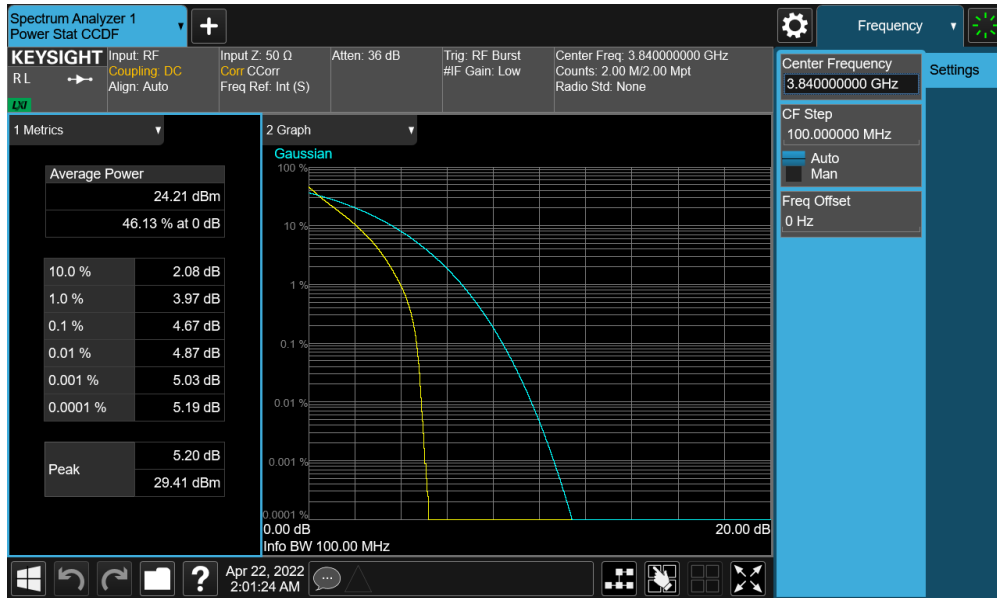 Spectrum Analyzer 1
Power Stat CCDF
Frequency
KEYSIGHT
R L
LXI
Input: RF
Coupling: DC
Align: Auto
Input Z: 50 Ω
Corr CCorr
Freq Ref: Int (S)
Atten: 36 dB
Trig: RF Burst
#IF Gain: Low
Center Freq: 3.840000000 GHz
Counts: 2.00 M/2.00 Mpt
Radio Std: None
Center Frequency
3.840000000 GHz
Settings
CF Step
100.000000 MHz
Auto
Man
Freq Offset
0 Hz
1 Metrics
Average Power
24.21 dBm
46.13 % at 0 dB
10.0 % 2.08 dB
1.0 % 3.97 dB
0.1 % 4.67 dB
0.01 % 4.87 dB
0.001 % 5.03 dB
0.0001 % 5.19 dB
Peak
5.20 dB
29.41 dBm
2 Graph
Gaussian
100 %
10 %
1 %
0.1 %
0.01 %
0.001 %
0.0001 %
0.00 dB 20.00 dB
Info BW 100.00 MHz
?
Apr 22, 2022
2:01:24 AM